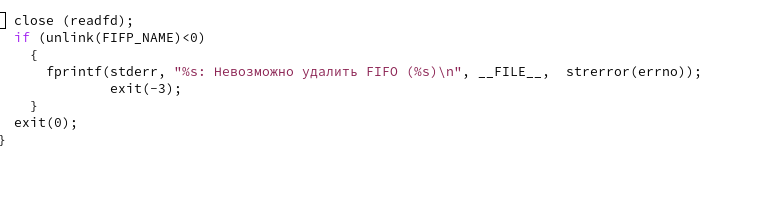 close (readfd);
if (unlink(FIFP_NAME)<0)
{
fprintf(stderr, "%s: Невозможно удалить FIFO (%s)\n", __FILE__,  strerror(errno));
exit(-3);
}
exit(0);
}